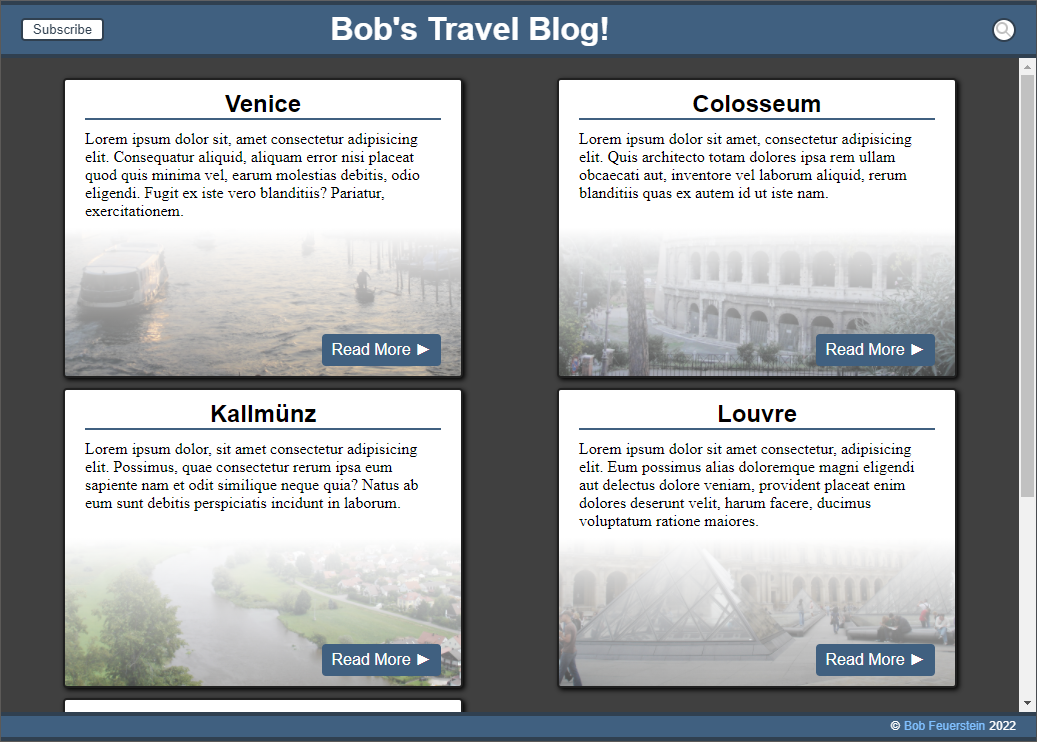 Subscribe
Bob's Travel Blog!
Venice
Lorem ipsum dolor sit, amet consectetur adipisicing
elit. Consequatur aliquid, aliquam error nisi placeat
quod quis minima vel, earum molestias debitis, odio
eligendi. Fugit ex iste vero blanditiis? Pariatur,
exercitationem.
Read More ►
Colosseum
Lorem ipsum dolor sit amet, consectetur adipisicing
elit. Quis architecto totam dolores ipsa rem ullam
obcaecati aut, inventore vel laborum aliquid, rerum
blanditiis quas ex autem id ut iste nam.
Read More ►
Kallmünz
Lorem ipsum dolor, sit amet consectetur adipisicing
elit. Possimus, quae consectetur rerum ipsa eum
sapiente nam et odit similique neque quia? Natus ab
eum sunt debitis perspiciatis incidunt in laborum.
Read More ►
Louvre
Lorem ipsum dolor sit amet consectetur, adipisicing
elit. Eum possimus alias doloremque magni eligendi
aut delectus dolore veniam, provident placeat enim
dolores deserunt velit, harum facere, ducimus
voluptatum ratione maiores.
Read More ►
© Bob Feuerstein 2022